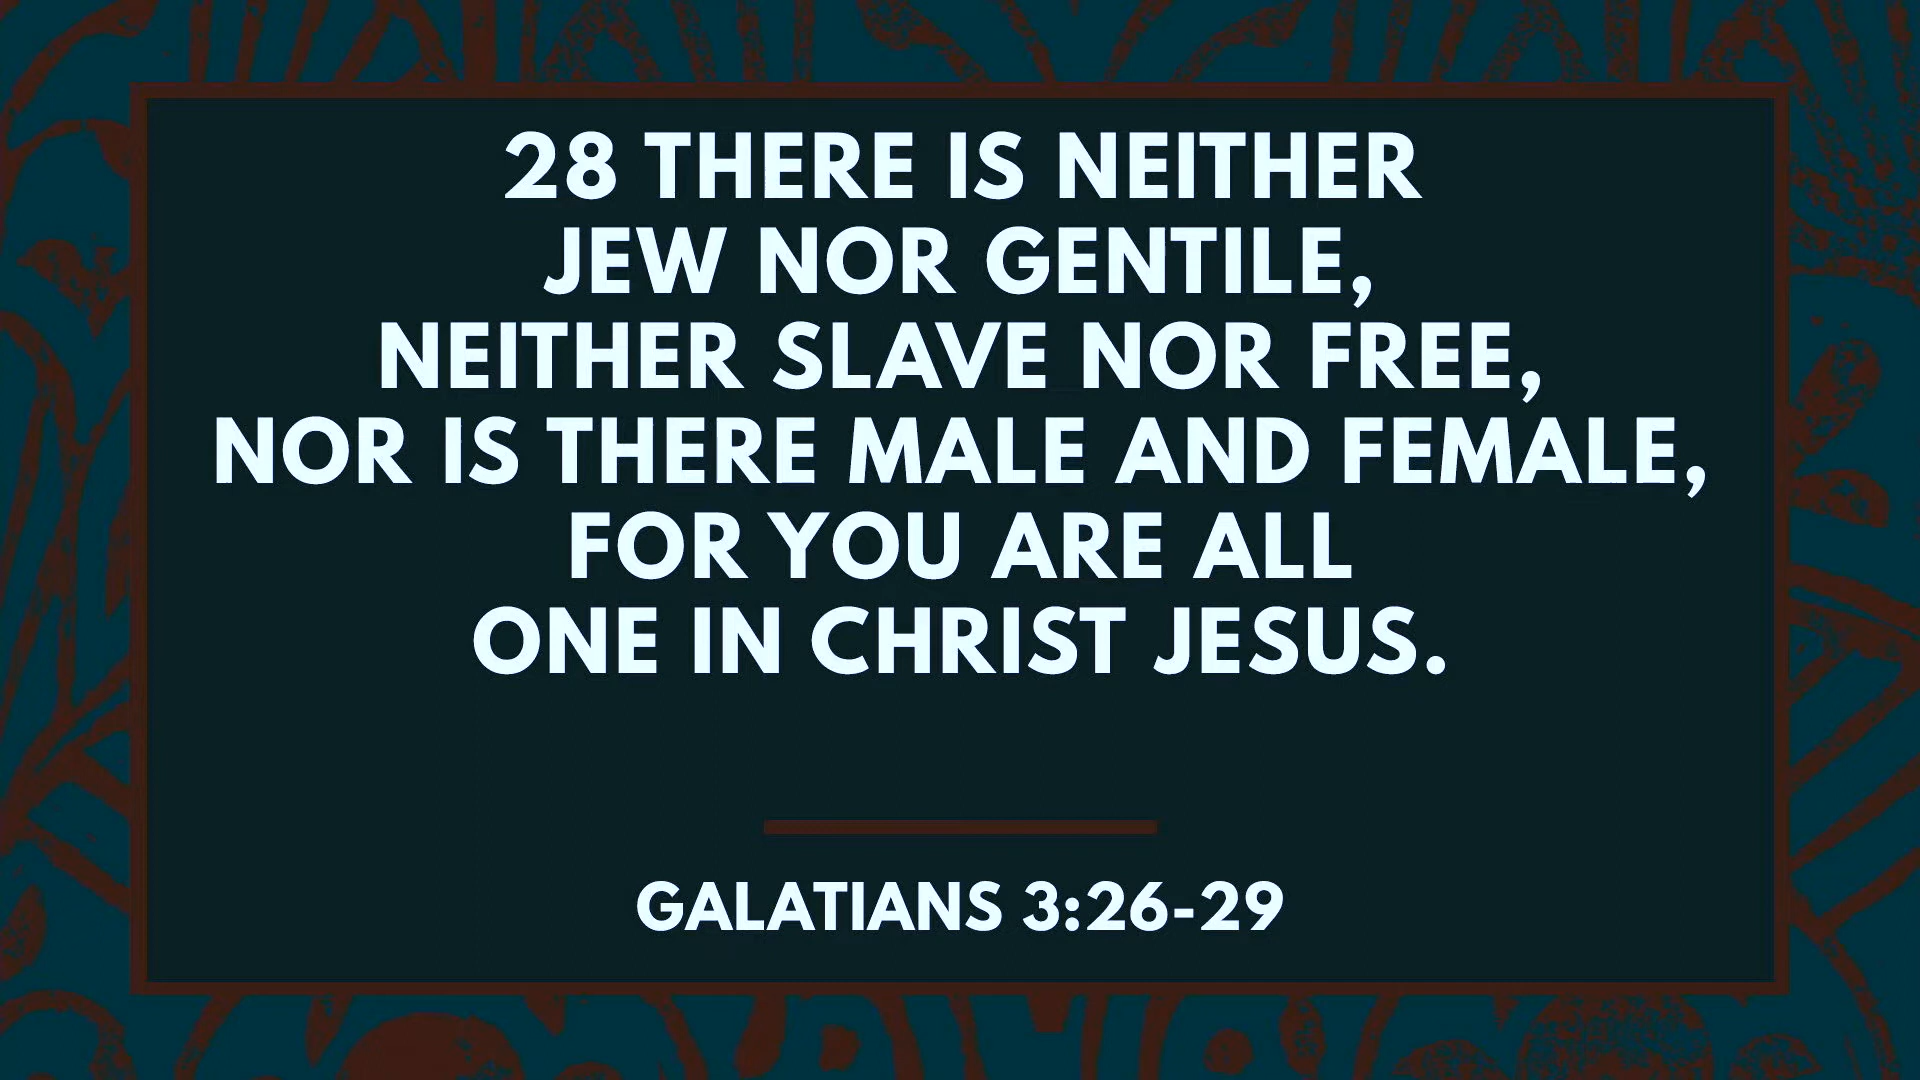 28 THERE IS NEITHER
JEW NOR GENTILE,
NEITHER SLAVE NOR FREE,
NOR IS THERE MALE AND FEMALE,
FOR YOU ARE ALL
ONE IN CHRIST JESUS.
GALATIANS 3:26-29